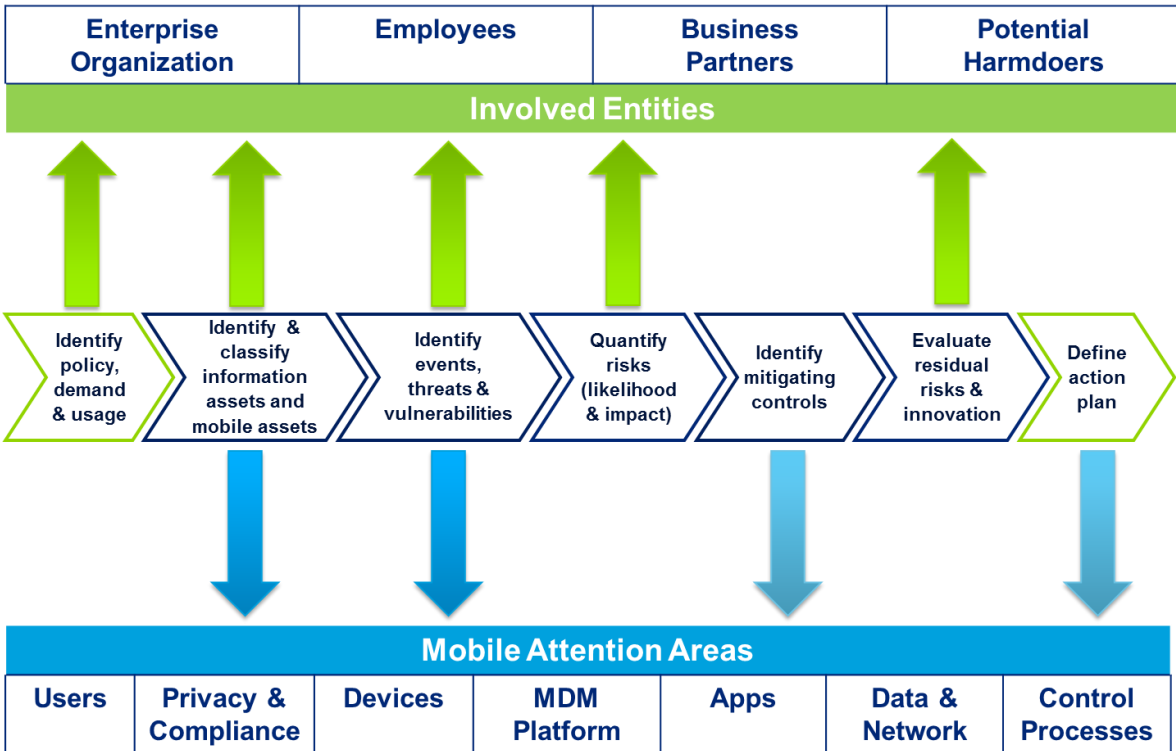 Enterprise
Organization
Employees
Business
Partners
Potential
Harmdoers
Involved Entities
Identify
policy,
demand
& usage
Identify &
classify
information
assets and
mobile assets
Identify
events,
threats &
vulnerabilities
Quantify
risks
(likelihood
& impact)
Identify
mitigating
controls
Evaluate
residual
risks &
innovation
Define
action
plan
Mobile Attention Areas
Users
Privacy &
Compliance
Devices
MDM
Platform
Apps
Data &
Network
Control
Processes